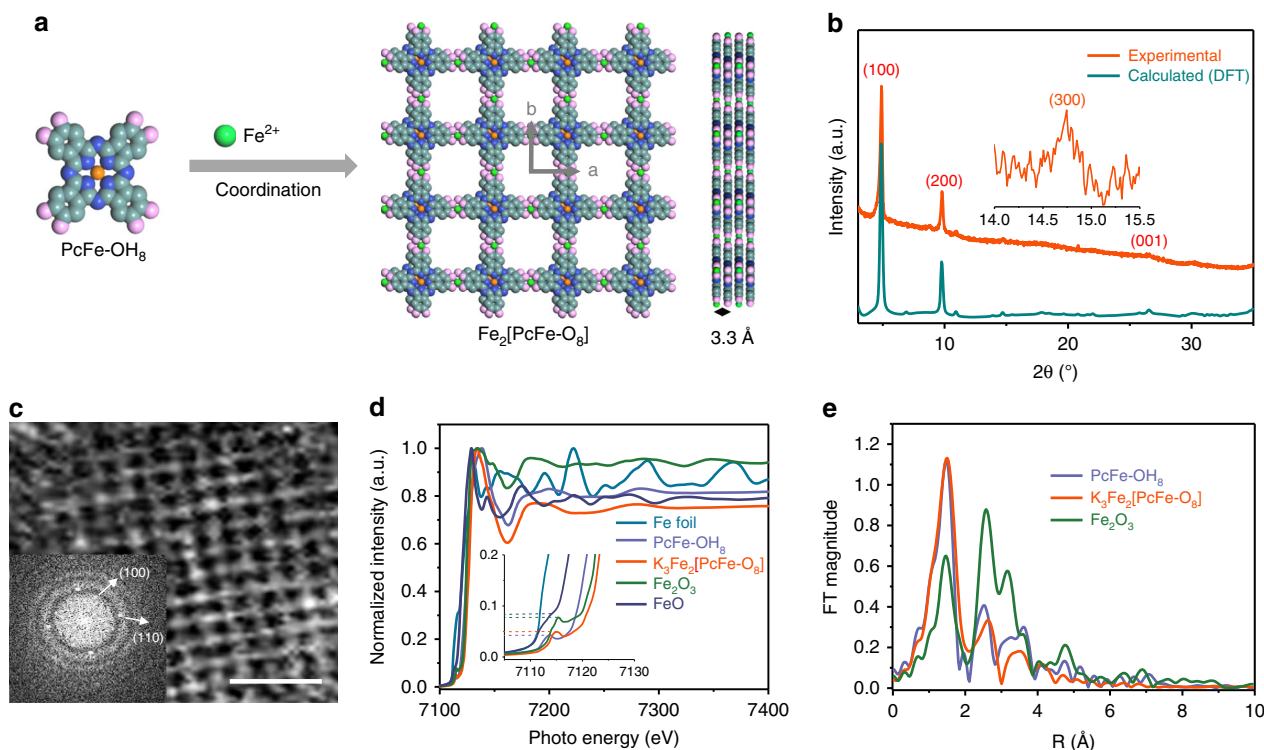 a
PcFe-OH₈
Fe²⁺
Coordination
b
a
Fe₂[PcFe-O₈]
3.3 Å
b
Intensity (a.u.)
(100)
(200)
(300)
(001)
Experimental
Calculated (DFT)
14.0 14.5 15.0 15.5
10 20 30
2θ (°)
c
(100)
(110)
d
Normalized intensity (a.u.)
1.0
0.8
0.6
0.4
0.2
0.0
Fe foil
PcFe-OH₈
K₃Fe₂[PcFe-O₈]
Fe₂O₃
FeO
0.2
0.1
0.0
7110 7120 7130
7100 7200 7300 7400
Photo energy (eV)
e
FT magnitude
1.2
1.0
0.8
0.6
0.4
0.2
0.0
PcFe-OH₈
K₃Fe₂[PcFe-O₈]
Fe₂O₃
0 2 4 6 8 10
R (Å)